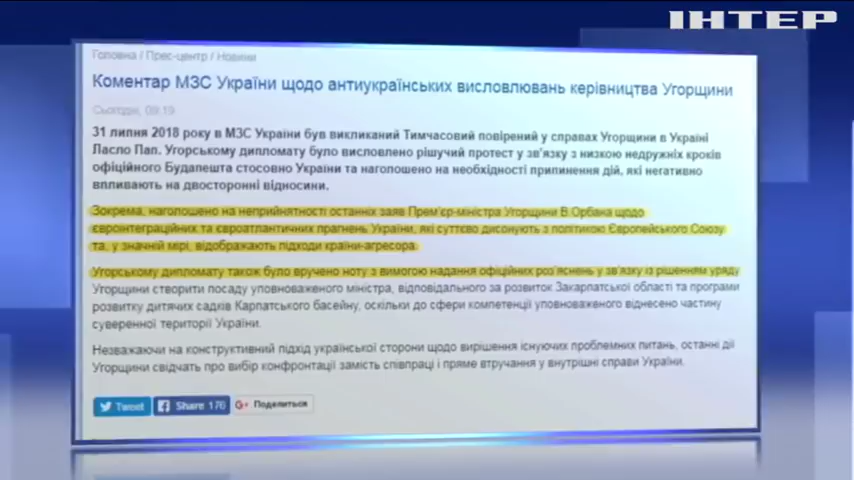 ІНТЕР
Головна / Прес-центр / Новини
Коментар МЗС України щодо антиукраїнських висловлювань керівництва Угорщини
Сьогодні, 09:19
31 липня 2018 року в МЗС України був викликаний Тимчасовий повірений у справах Угорщини в Україні
Ласло Пап. Угорському дипломату було висловлено рішучий протест у зв'язку з низкою недружніх кроків
офіційного Будапешта стосовно України та наголошено на необхідності припинення дій, які негативно
впливають на двосторонні відносини.
Зокрема, наголошено на неприйнятності останніх заяв Прем'єр-міністра Угорщини В.Орбана щодо
євроінтеграційних та євроатлантичних прагнень України, які суттєво дисонують з політикою Європейського Союзу
та, у значній мірі, відображають підходи країни-агресора.
Угорському дипломату також було вручено ноту з вимогою надання офіційних роз'яснень у зв'язку із рішенням уряду
Угорщини створити посаду уповноваженого міністра, відповідального за розвиток Закарпатської області та програми
розвитку дитячих садків Карпатського басейну, оскільки до сфери компетенції уповноваженого віднесено частину
суверенної території України.
Незважаючи на конструктивний підхід української сторони щодо вирішення існуючих проблемних питань, останні дії
Угорщини свідчать про вибір конфронтації замість співпраці і пряме втручання у внутрішні справи України.
Tweet Share 176 G+ Поделиться